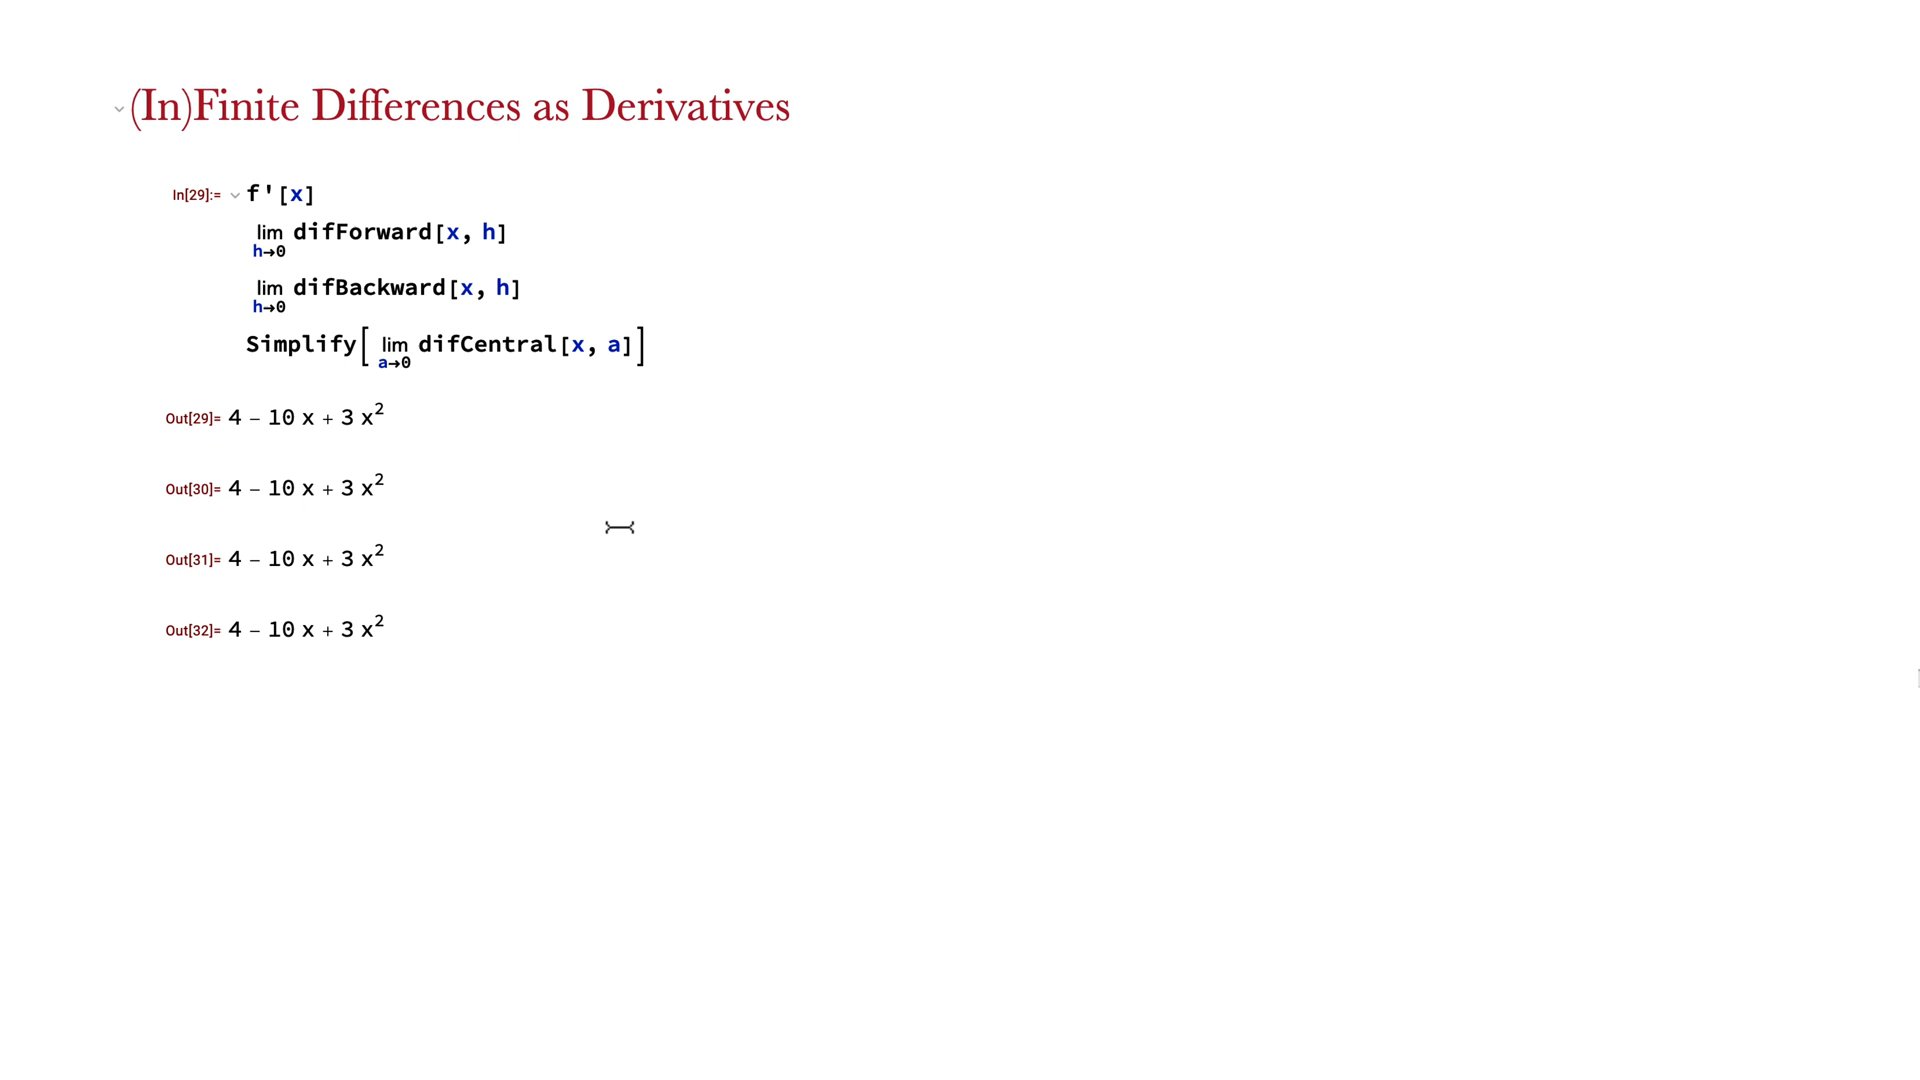 (In)Finite Differences as Derivatives
In[29]:= f'[x]
lim difForward[x, h]
h→0
lim difBackward[x, h]
h→0
Simplify[ lim difCentral[x, a]]
a→0
Out[29]= 4 - 10 x + 3 x²
Out[30]= 4 - 10 x + 3 x²
Out[31]= 4 - 10 x + 3 x²
Out[32]= 4 - 10 x + 3 x²